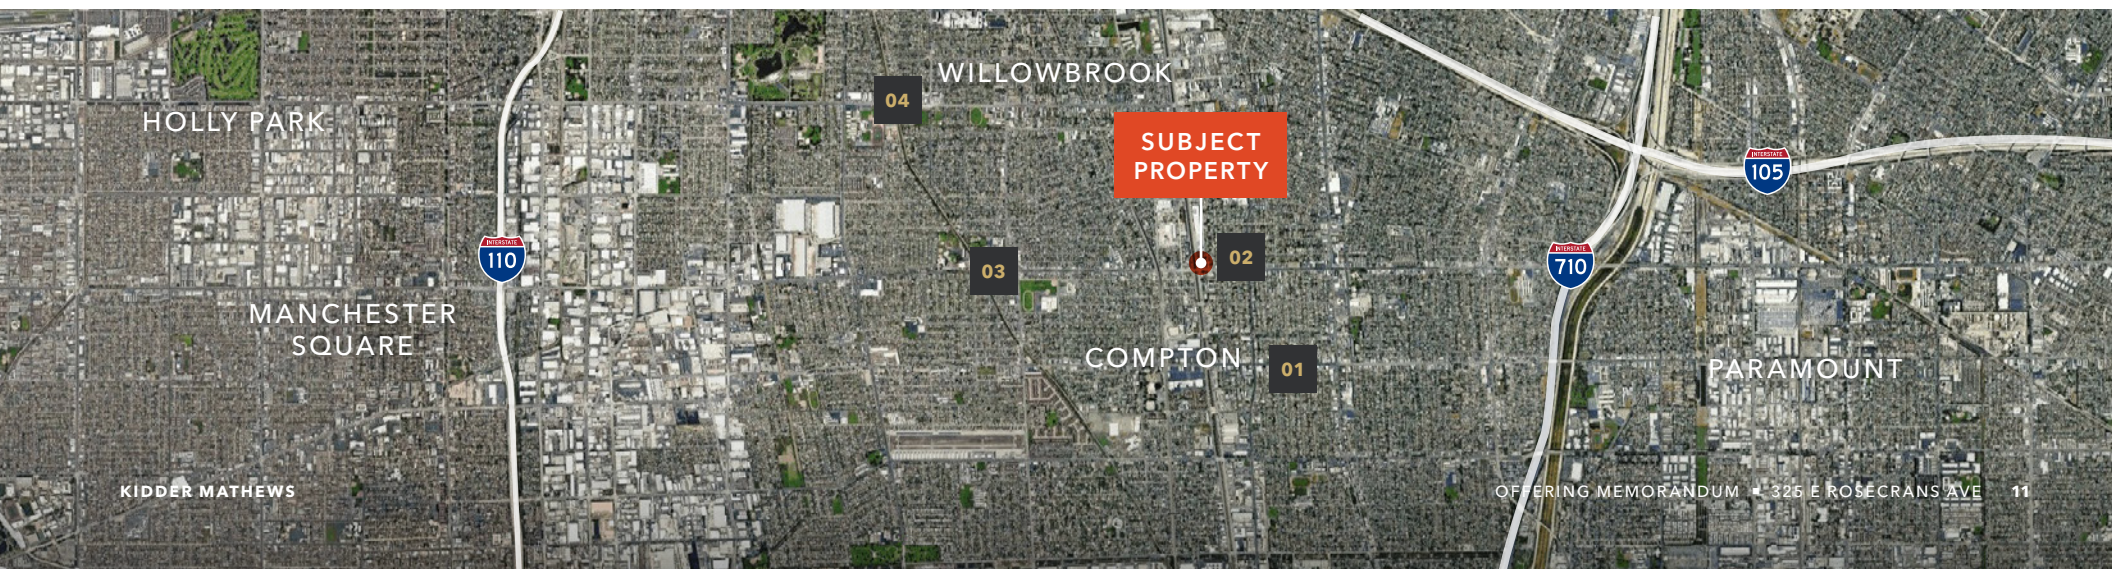 WILLOWBROOK
04
HOLLY PARK
SUBJECT
PROPERTY
INTERSTATE
105
INTERSTATE
110
03
02
INTERSTATE
710
MANCHESTER
SQUARE
COMPTON
01
PARAMOUNT
KIDDER MATHEWS
OFFERING MEMORANDUM ▪ 325 E ROSECRANS AVE 11